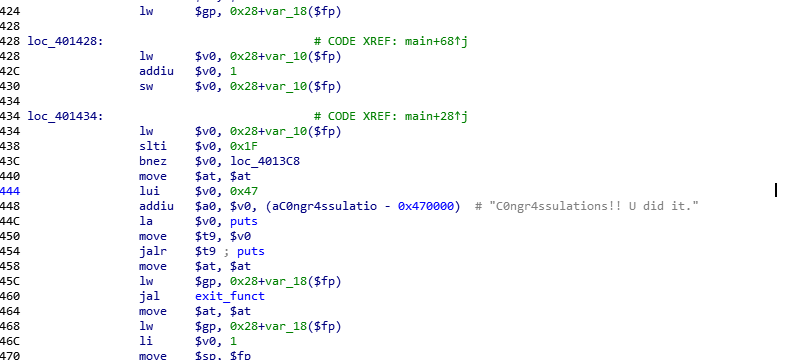 424 lw $gp, 0x28+var_18($fp)
428
428 loc_401428: # CODE XREF: main+68↑j
428 lw $v0, 0x28+var_10($fp)
42C addiu $v0, 1
430 sw $v0, 0x28+var_10($fp)
434
434 loc_401434: # CODE XREF: main+28↑j
434 lw $v0, 0x28+var_10($fp)
438 slti $v0, 0x1F
43C bnez $v0, loc_4013C8
440 move $at, $at
444 lui $v0, 0x47
448 addiu $a0, $v0, (aC0ngr4ssulatio - 0x470000) # "C0ngr4ssulations!! U did it."
44C la $v0, puts
450 move $t9, $v0
454 jalr $t9 ; puts
458 move $at, $at
45C lw $gp, 0x28+var_18($fp)
460 jal exit_funct
464 move $at, $at
468 lw $gp, 0x28+var_18($fp)
46C li $v0, 1
470 move $sp, $fp